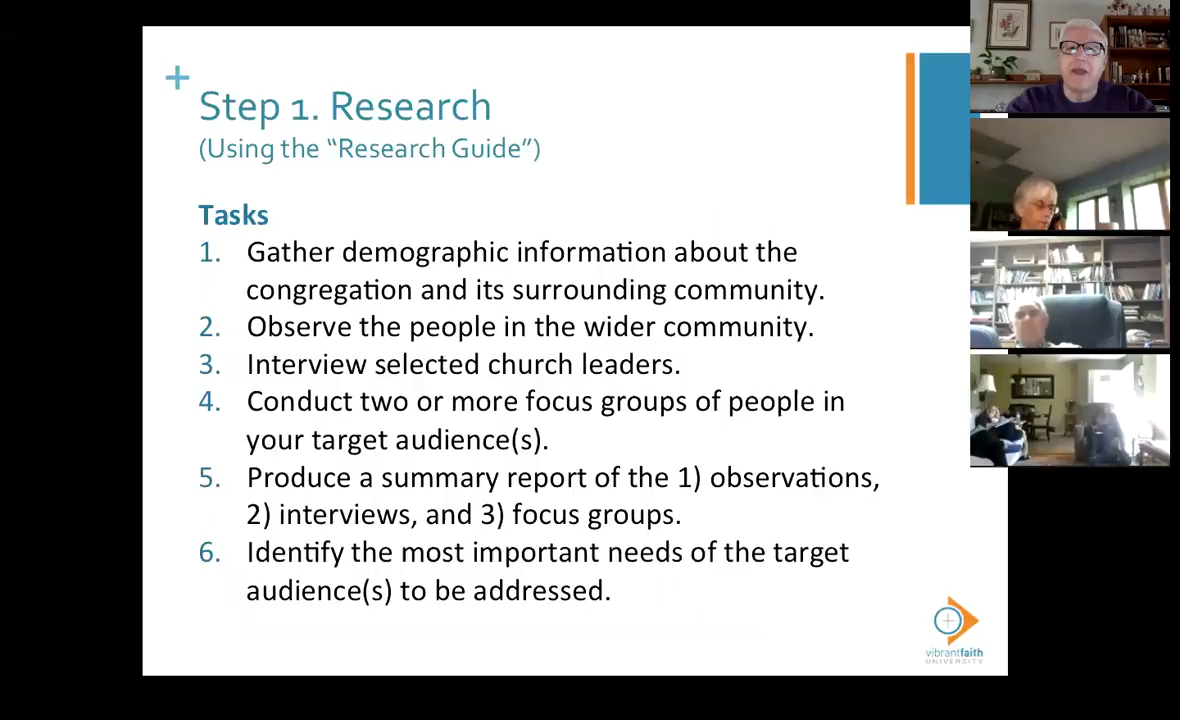 +
Step 1. Research
(Using the “Research Guide”)
Tasks
1. Gather demographic information about the
congregation and its surrounding community.
2. Observe the people in the wider community.
3. Interview selected church leaders.
4. Conduct two or more focus groups of people in
your target audience(s).
5. Produce a summary report of the 1) observations,
2) interviews, and 3) focus groups.
6. Identify the most important needs of the target
audience(s) to be addressed.
vibrantfaith
UNIVERSITY